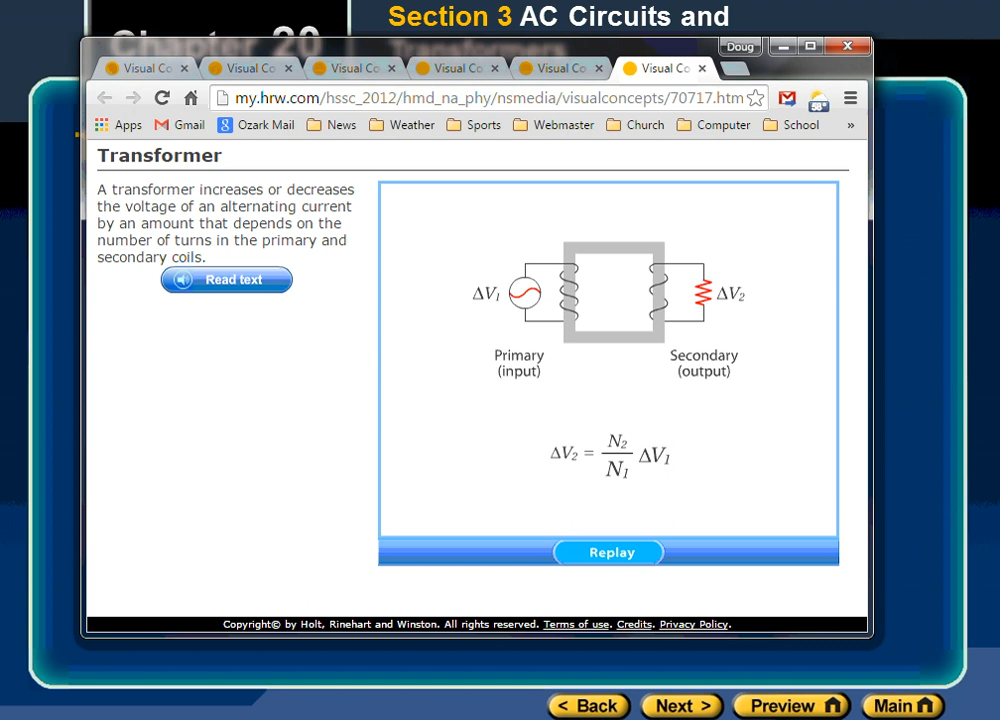 Section 3 AC Circuits and
Chapter 20
Transformers
Doug
Visual Co
Visual Co
Visual Co
Visual Co
Visual Co
Visual Co
my.hrw.com/hssc_2012/hmd_na_phy/nsmedia/visualconcepts/70717.htm
Apps Gmail 8 Ozark Mail News Weather Sports Webmaster Church Computer School »
Transformer
A transformer increases or decreases
the voltage of an alternating current
by an amount that depends on the
number of turns in the primary and
secondary coils.
Read text
ΔV1
ΔV2
Primary
(input)
Secondary
(output)
ΔV2 = N2/N1 ΔV1
Replay
Copyright© by Holt, Rinehart and Winston. All rights reserved. Terms of use. Credits. Privacy Policy.
< Back Next > Preview Main